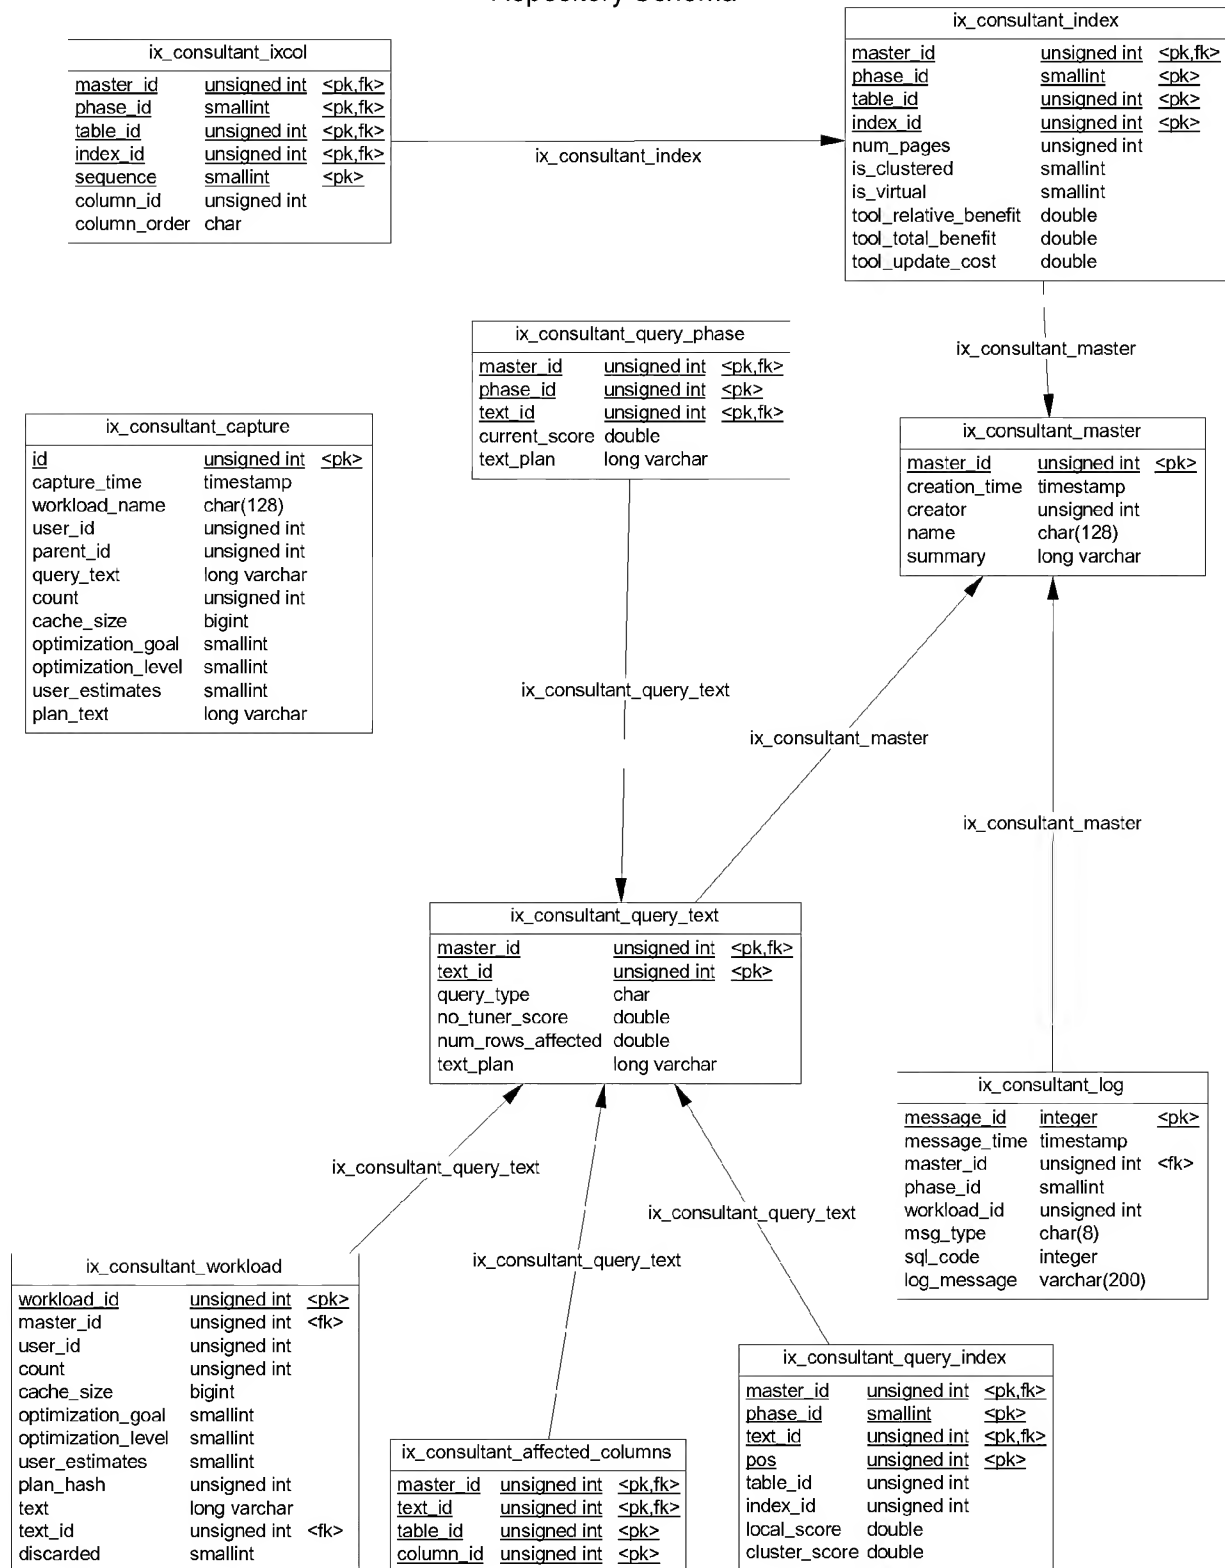 Repository Schema
ix_consultant_ixcol
master_id unsigned int <pk,fk>
phase_id smallint <pk,fk>
table_id unsigned int <pk,fk>
index_id unsigned int <pk,fk>
sequence smallint <pk>
column_id unsigned int
column_order char
ix_consultant_index
ix_consultant_index
master_id unsigned int <pk,fk>
phase_id smallint <pk>
table_id unsigned int <pk>
index_id unsigned int <pk>
num_pages unsigned int
is_clustered smallint
is_virtual smallint
tool_relative_benefit double
tool_total_benefit double
tool_update_cost double
ix_consultant_master
ix_consultant_query_phase
master_id unsigned int <pk,fk>
phase_id unsigned int <pk>
text_id unsigned int <pk,fk>
current_score double
text_plan long varchar
ix_consultant_capture
id unsigned int <pk>
capture_time timestamp
workload_name char(128)
user_id unsigned int
parent_id unsigned int
query_text long varchar
count unsigned int
cache_size bigint
optimization_goal smallint
optimization_level smallint
user_estimates smallint
plan_text long varchar
ix_consultant_master
master_id unsigned int <pk>
creation_time timestamp
creator unsigned int
name char(128)
summary long varchar
ix_consultant_query_text
ix_consultant_master
ix_consultant_master
ix_consultant_query_text
master_id unsigned int <pk,fk>
text_id unsigned int <pk>
query_type char
no_tuner_score double
num_rows_affected double
text_plan long varchar
ix_consultant_log
message_id integer <pk>
message_time timestamp
master_id unsigned int <fk>
phase_id smallint
workload_id unsigned int
msg_type char(8)
sql_code integer
log_message varchar(200)
ix_consultant_query_text
ix_consultant_query_text
ix_consultant_query_text
ix_consultant_workload
workload_id unsigned int <pk>
master_id unsigned int <fk>
user_id unsigned int
count unsigned int
cache_size bigint
optimization_goal smallint
optimization_level smallint
user_estimates smallint
plan_hash unsigned int
text long varchar
text_id unsigned int <fk>
discarded smallint
ix_consultant_affected_columns
master_id unsigned int <pk,fk>
text_id unsigned int <pk,fk>
table_id unsigned int <pk>
column_id unsigned int <pk>
ix_consultant_query_index
master_id unsigned int <pk,fk>
phase_id smallint <pk>
text_id unsigned int <pk,fk>
pos unsigned int <pk>
table_id unsigned int
index_id unsigned int
local_score double
cluster_score double